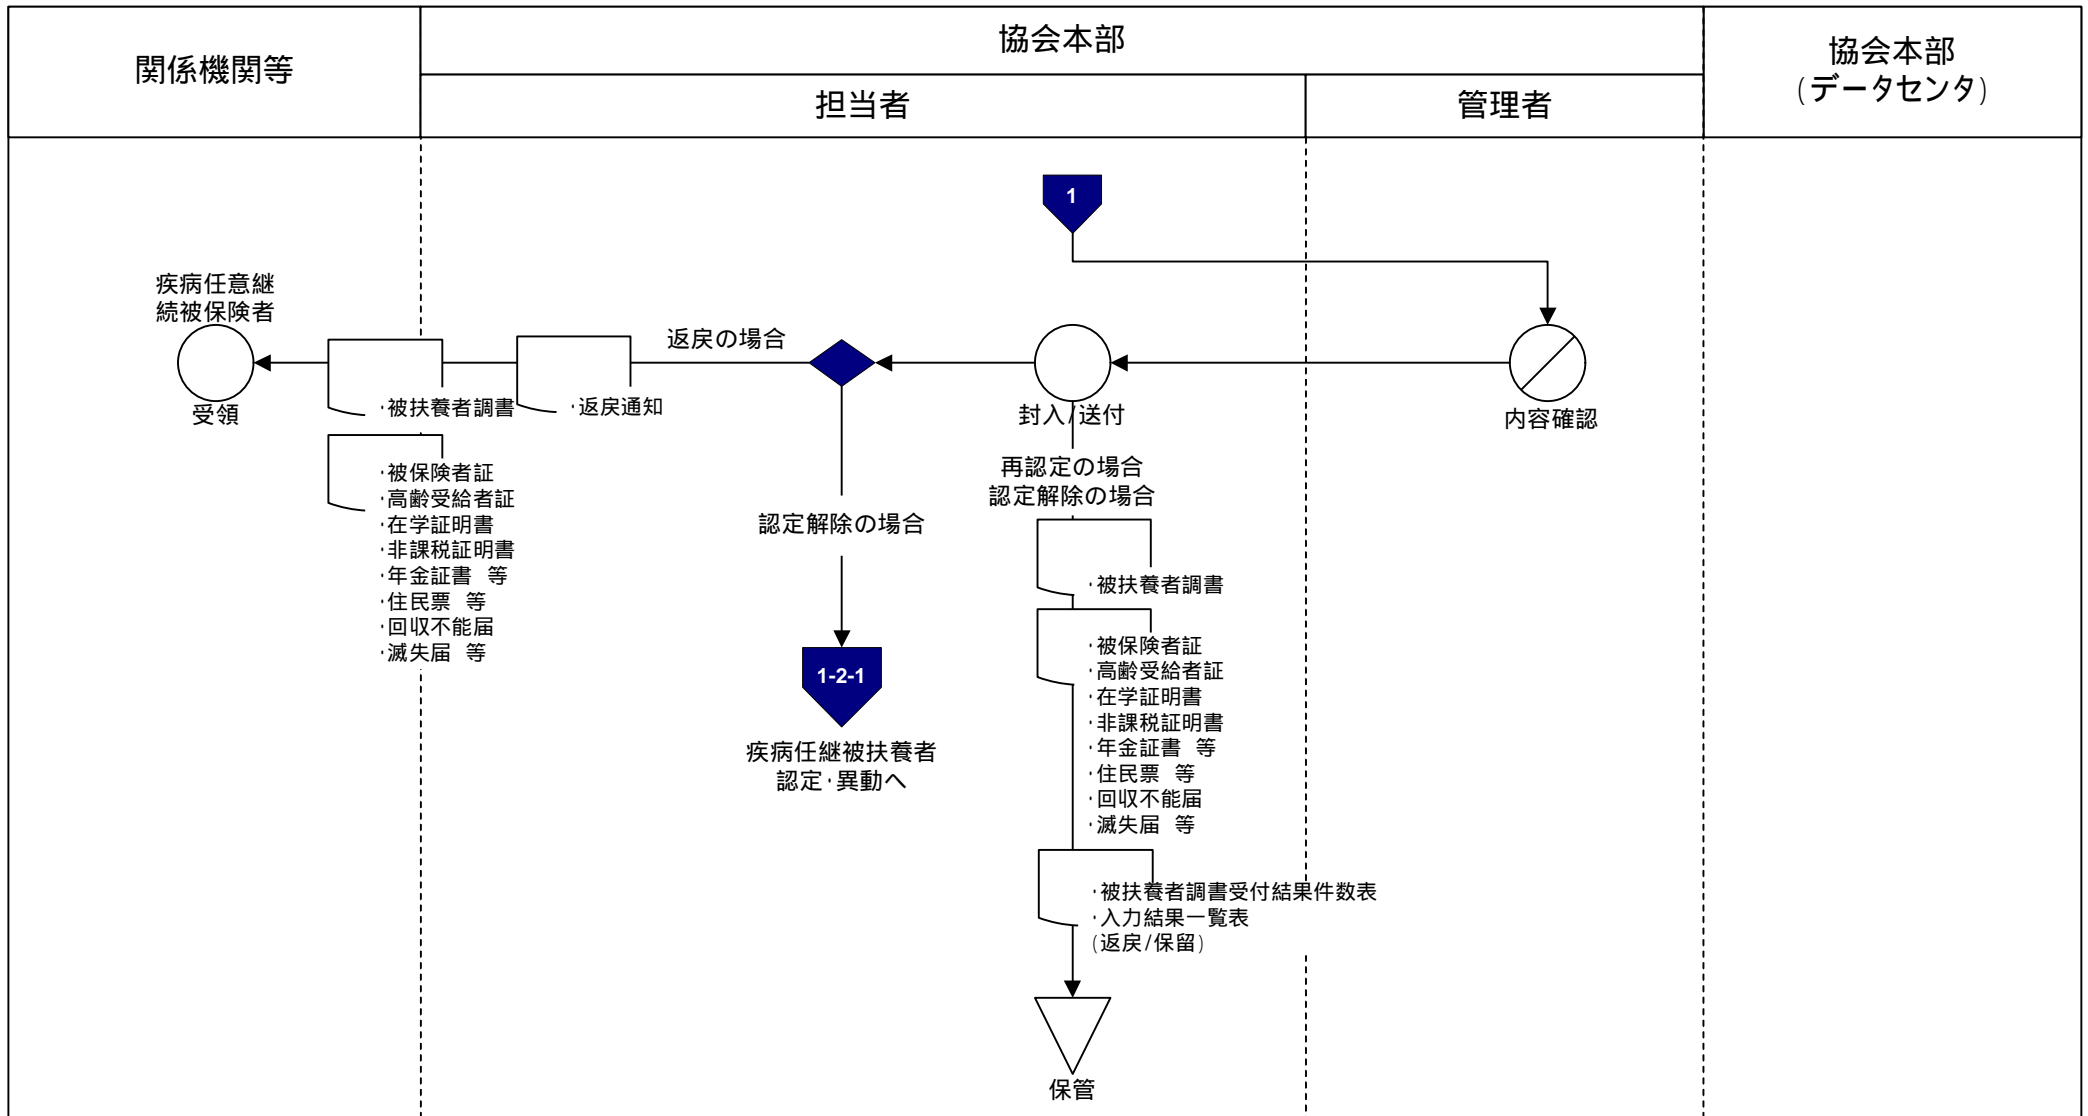 関係機関等
協会本部
担当者
管理者
協会本部
(データセンタ)
1
疾病任意継
続被保険者
受領
・被扶養者調書
・被保険者証
・高齢受給者証
・在学証明書
・非課税証明書
・年金証書 等
・住民票 等
・回収不能届
・滅失届 等
・返戻通知
返戻の場合
認定解除の場合
1-2-1
疾病任継被扶養者
認定・異動へ
封入/送付
再認定の場合
認定解除の場合
・被扶養者調書
・被保険者証
・高齢受給者証
・在学証明書
・非課税証明書
・年金証書 等
・住民票 等
・回収不能届
・滅失届 等
・被扶養者調書受付結果件数表
・入力結果一覧表
(返戻/保留)
保管
内容確認